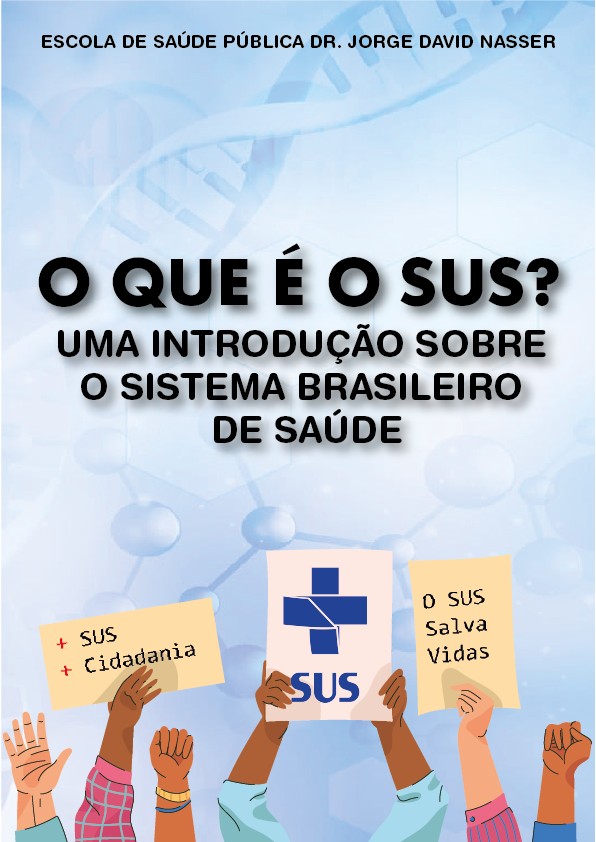 ESCOLA DE SAÚDE PÚBLICA DR. JORGE DAVID NASSER
O QUE É O SUS?
UMA INTRODUÇÃO SOBRE
O SISTEMA BRASILEIRO
DE SAÚDE
+ SUS
+ Cidadania
SUS
O SUS
Salva
Vidas